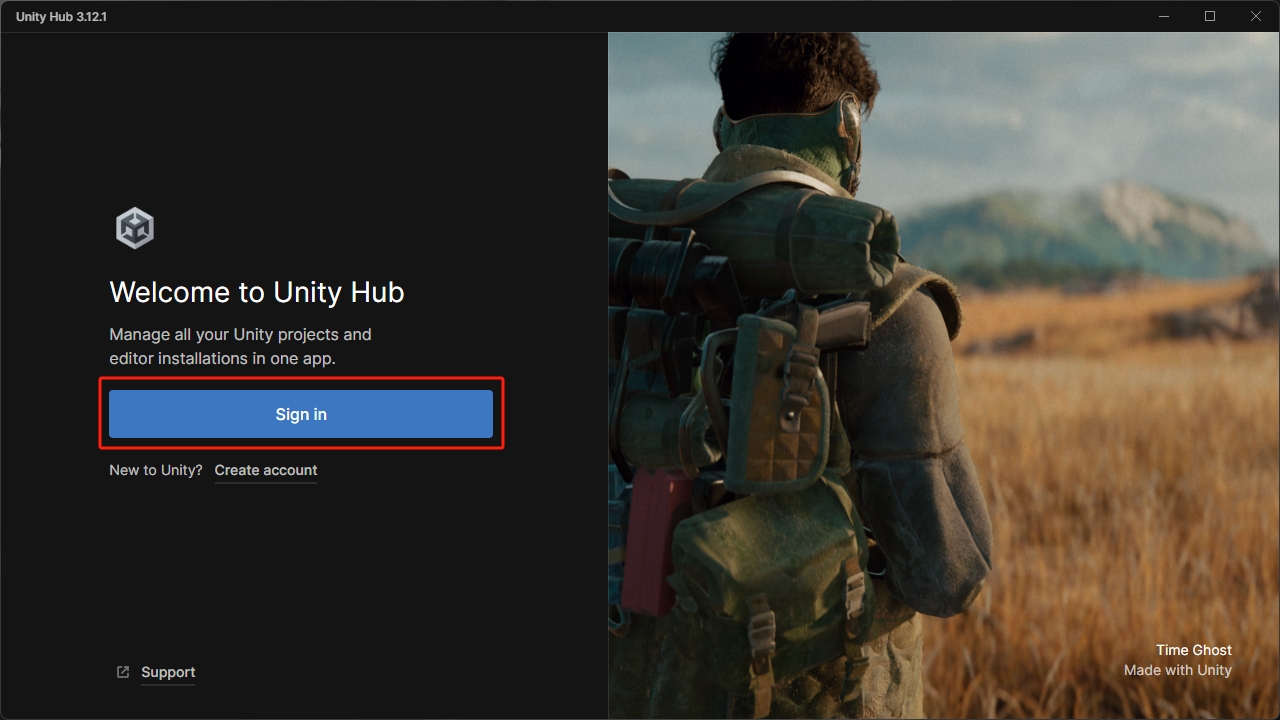 Unity Hub 3.12.1
Welcome to Unity Hub
Manage all your Unity projects and
editor installations in one app.
Sign in
New to Unity? Create account
Support
Time Ghost
Made with Unity